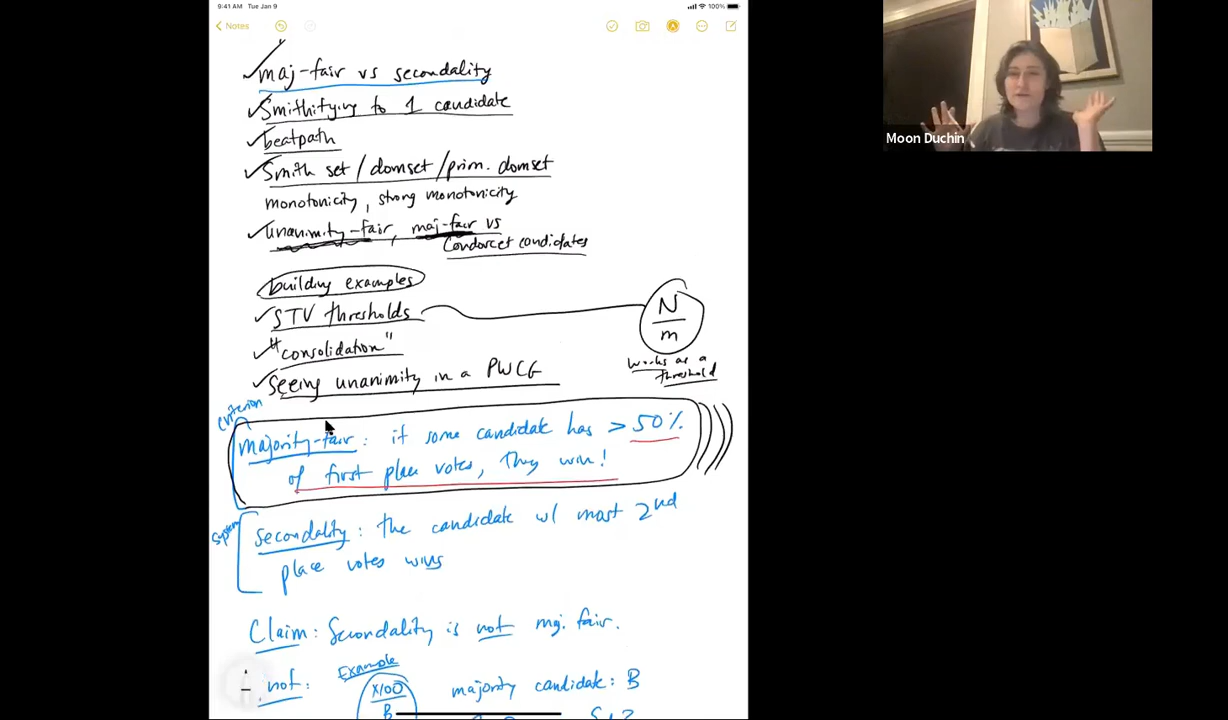 9:41 AM Tue Jan 9
100%
Notes
maj-fair vs secondality
Smithifying to 1 candidate
beatpath
Smith set / domset / prim. domset
monotonicity, strong monotonicity
unanimity-fair, maj-fair vs
Condorcet candidates
building examples
STV thresholds
N
m
works as a
threshold
"consolidation"
Seeing unanimity in a PWCG
criterion
majority-fair: if some candidate has > 50%
of first place votes, they win!
system
secondality: the candidate w/ most 2nd
place votes wins
Claim: Secondality is not maj. fair.
not:
Example
x100
B
majority candidate: B
Moon Duchin